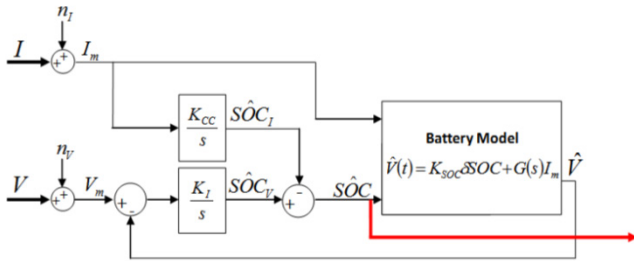 n_I
I
+
+
I_m
K_CC
s
SÔC_I
Battery Model
V̂(t) = K_SOC δSOC + G(s)I_m
V̂
n_V
V
+
+
V_m
-
K_I
s
SÔC_V
+
-
SÔC